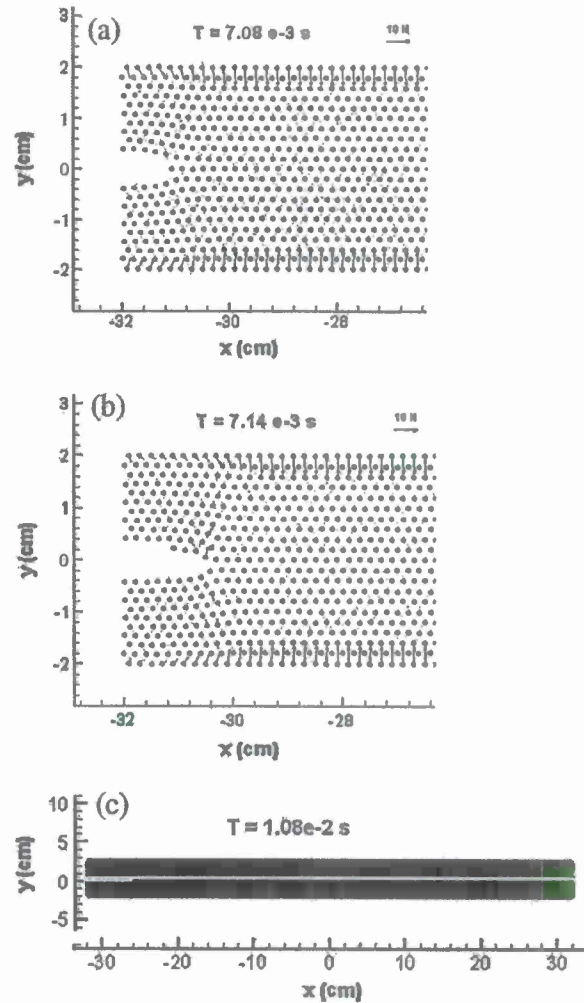 (a)
T = 7.08 e-3 s
10 N
3
2
1
0
-1
-2
y (cm)
-32
-30
-28
x (cm)
(b)
T = 7.14 e-3 s
10 N
3
2
1
0
-1
-2
y (cm)
-32
-30
-28
x (cm)
(c)
T = 1.08e-2 s
10
5
0
-5
y (cm)
-30
-20
-10
0
10
20
30
x (cm)